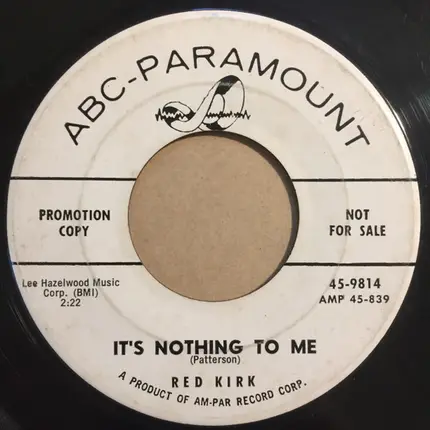 ABC-PARAMOUNT
PROMOTION
COPY
NOT
FOR SALE
Lee Hazelwood Music
Corp. (BMI)
2:22
45-9814
AMP 45-839
IT'S NOTHING TO ME
(Patterson)
RED KIRK
A PRODUCT OF AM-PAR RECORD CORP.